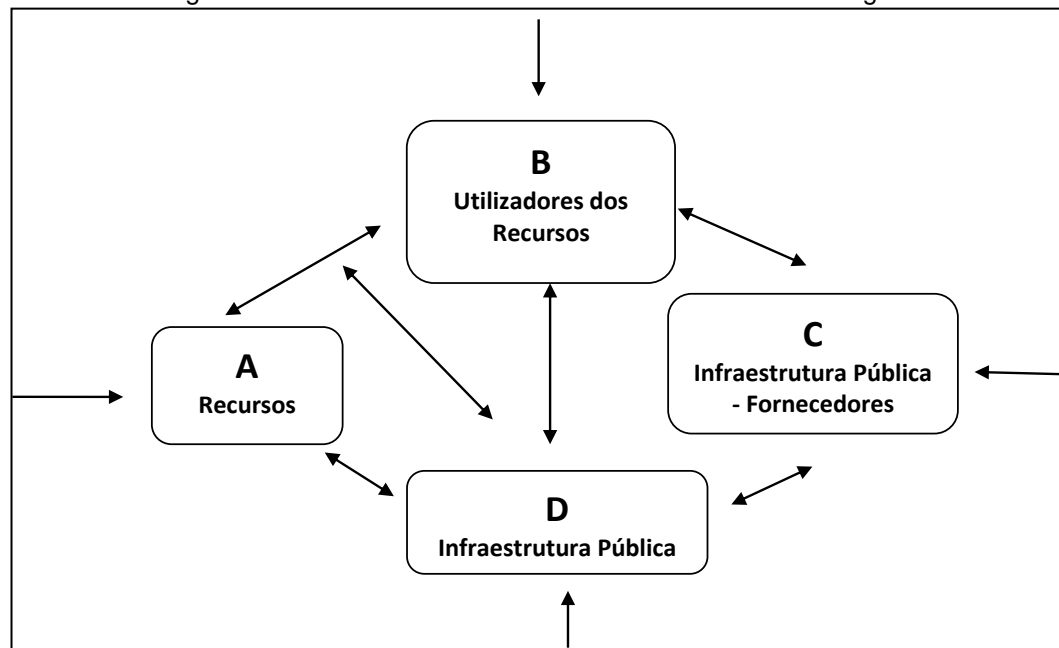 B
Utilizadores dos
Recursos
A
Recursos
C
Infraestrutura Pública
- Fornecedores
D
Infraestrutura Pública